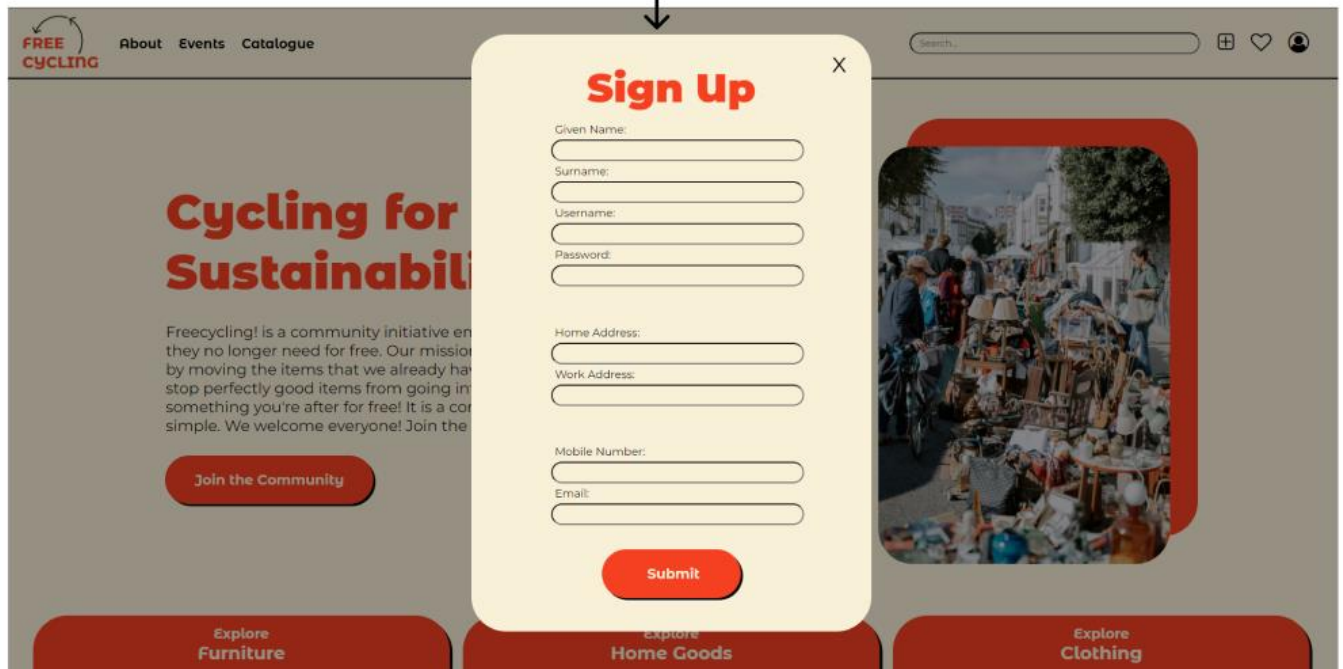 FREE
CYCLING
About Events Catalogue
Search..
Cycling for
Sustainabili
Freecycling! is a community initiative en
they no longer need for free. Our mission
by moving the items that we already ha
stop perfectly good items from going in
something you're after for free! It is a co
simple. We welcome everyone! Join the
Join the Community
Sign Up
X
Given Name:
Surname:
Username:
Password:
Home Address:
Work Address:
Mobile Number:
Email:
Submit
Explore
Furniture
Explore
Home Goods
Explore
Clothing